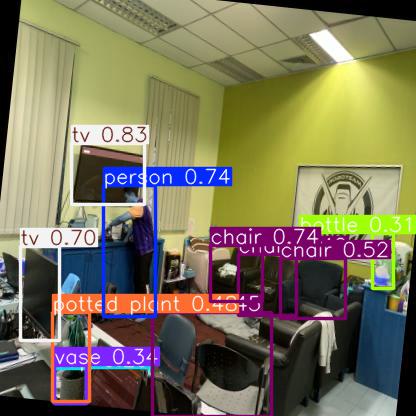 tv 0.83
person 0.74
bottle 0.31
tv 0.70
chair 0.74
chair 0.52
potted plant 0.48
45
vase 0.34